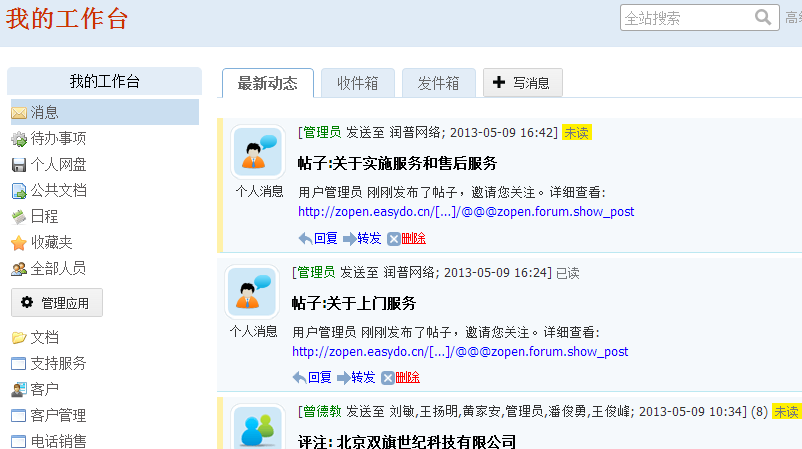 我的工作台
全站搜索
高级
我的工作台
消息
待办事项
个人网盘
公共文档
日程
收藏夹
全部人员
管理应用
文档
支持服务
客户
客户管理
电话销售
最新动态 收件箱 发件箱 写消息
[管理员 发送至 润普网络; 2013-05-09 16:42] 未读
帖子:关于实施服务和售后服务
个人消息
用户管理员 刚刚发布了帖子，邀请您关注。详细查看:
http://zopen.easydo.cn/[...]/@@@zopen.forum.show_post
回复 转发 删除
[管理员 发送至 润普网络; 2013-05-09 16:24] 已读
帖子:关于上门服务
个人消息
用户管理员 刚刚发布了帖子，邀请您关注。详细查看:
http://zopen.easydo.cn/[...]/@@@zopen.forum.show_post
回复 转发 删除
[曾德教 发送至 刘敏,王扬明,黄家安,管理员,潘俊勇,王俊峰; 2013-05-09 10:34] (8) 未读
评注: 北京双旗世纪科技有限公司